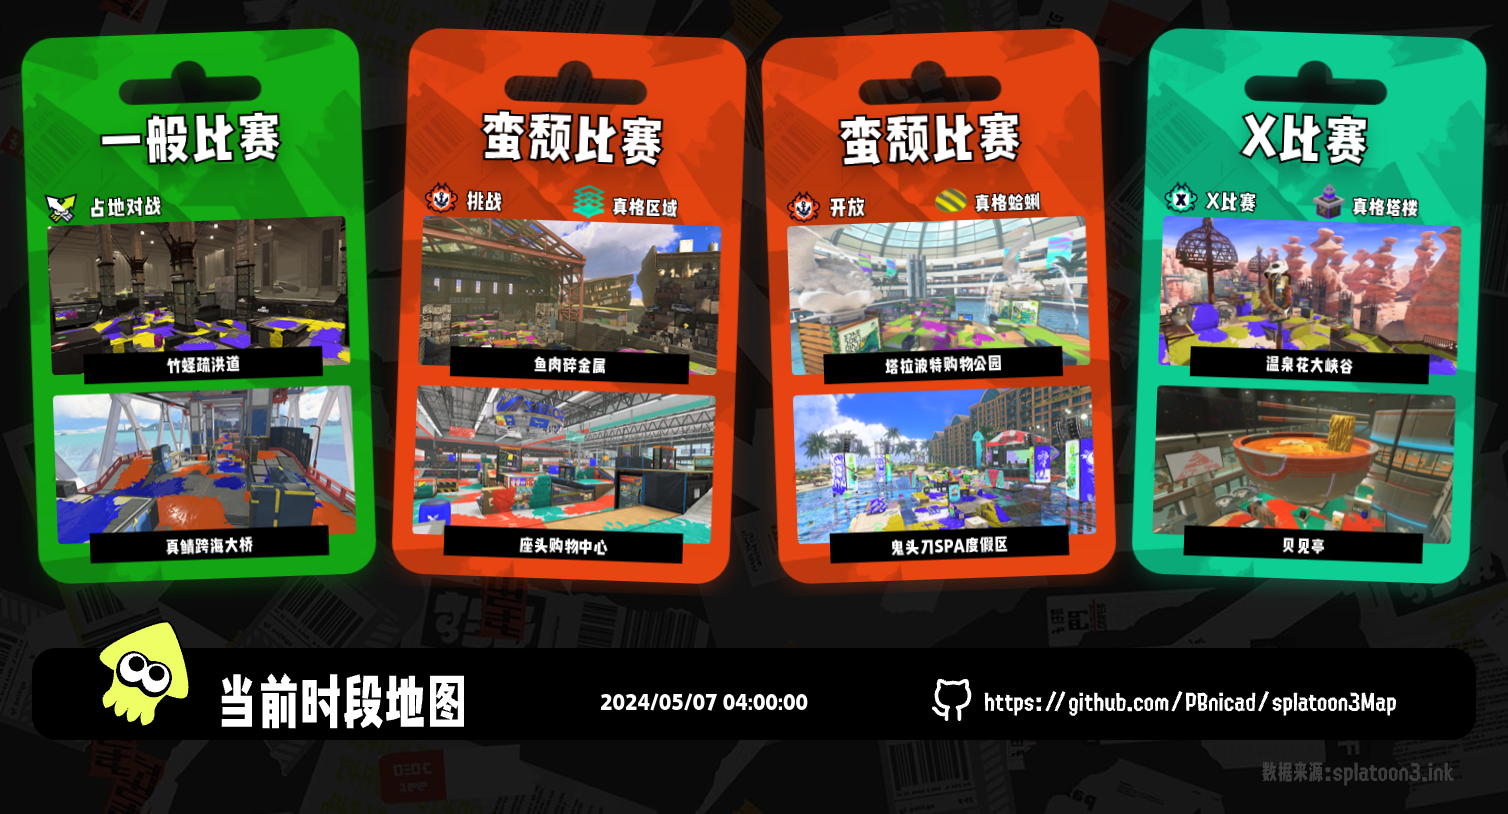 一般比赛
占地对战
竹蛏疏洪道
真鲭跨海大桥
蛮颓比赛
挑战
真格区域
鱼肉碎金属
座头购物中心
蛮颓比赛
开放
真格蛤蜊
塔拉波特购物公园
鬼头刀SPA度假区
X比赛
X比赛
真格塔楼
温泉花大峡谷
贝见亭
当前时段地图
2024/05/07 04:00:00
https://github.com/PBnicad/splatoon3Map
数据来源:splatoon3.ink